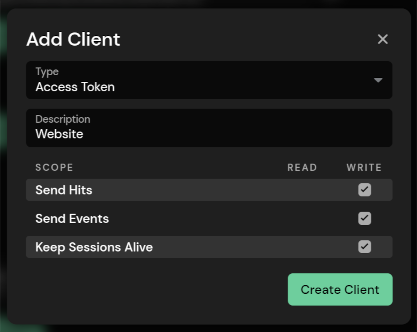 Add Client
Type
Access Token
Description
Website
SCOPE READ WRITE
Send Hits
Send Events
Keep Sessions Alive
Create Client